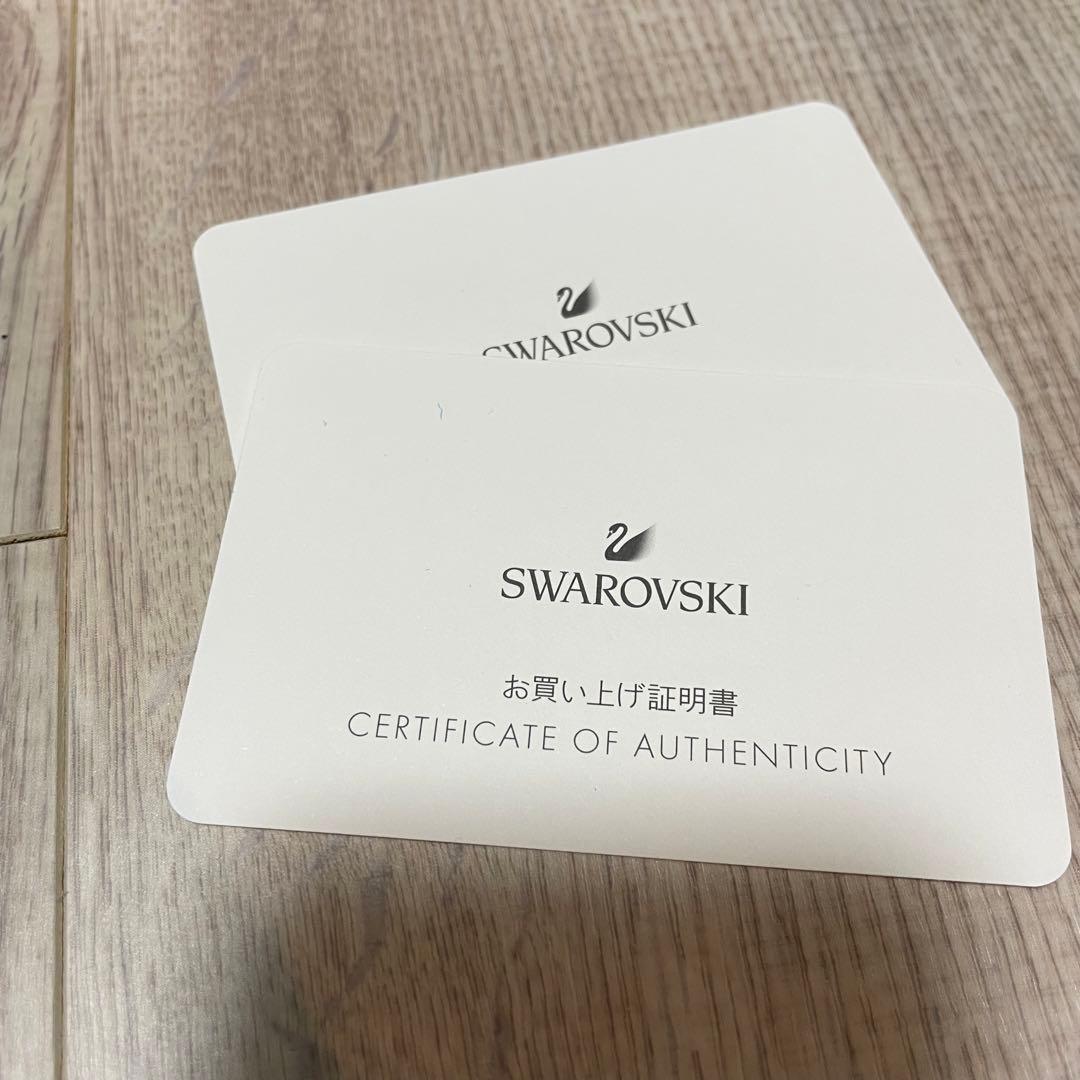 SWAROVSKI
SWAROVSKI
お買い上げ証明書
CERTIFICATE OF AUTHENTICITY